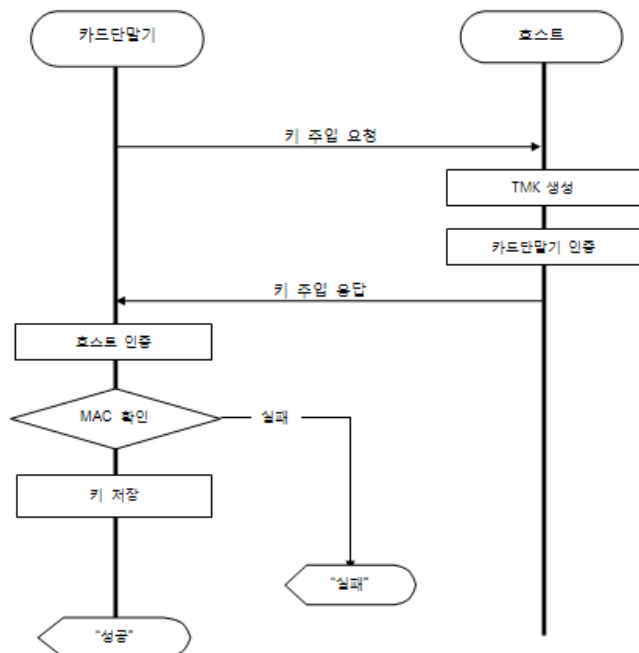 카드단말기
호스트
키 주입 요청
TMK 생성
카드단말기 인증
키 주입 응답
호스트 인증
MAC 확인
실패
키 저장
"실패"
"성공"